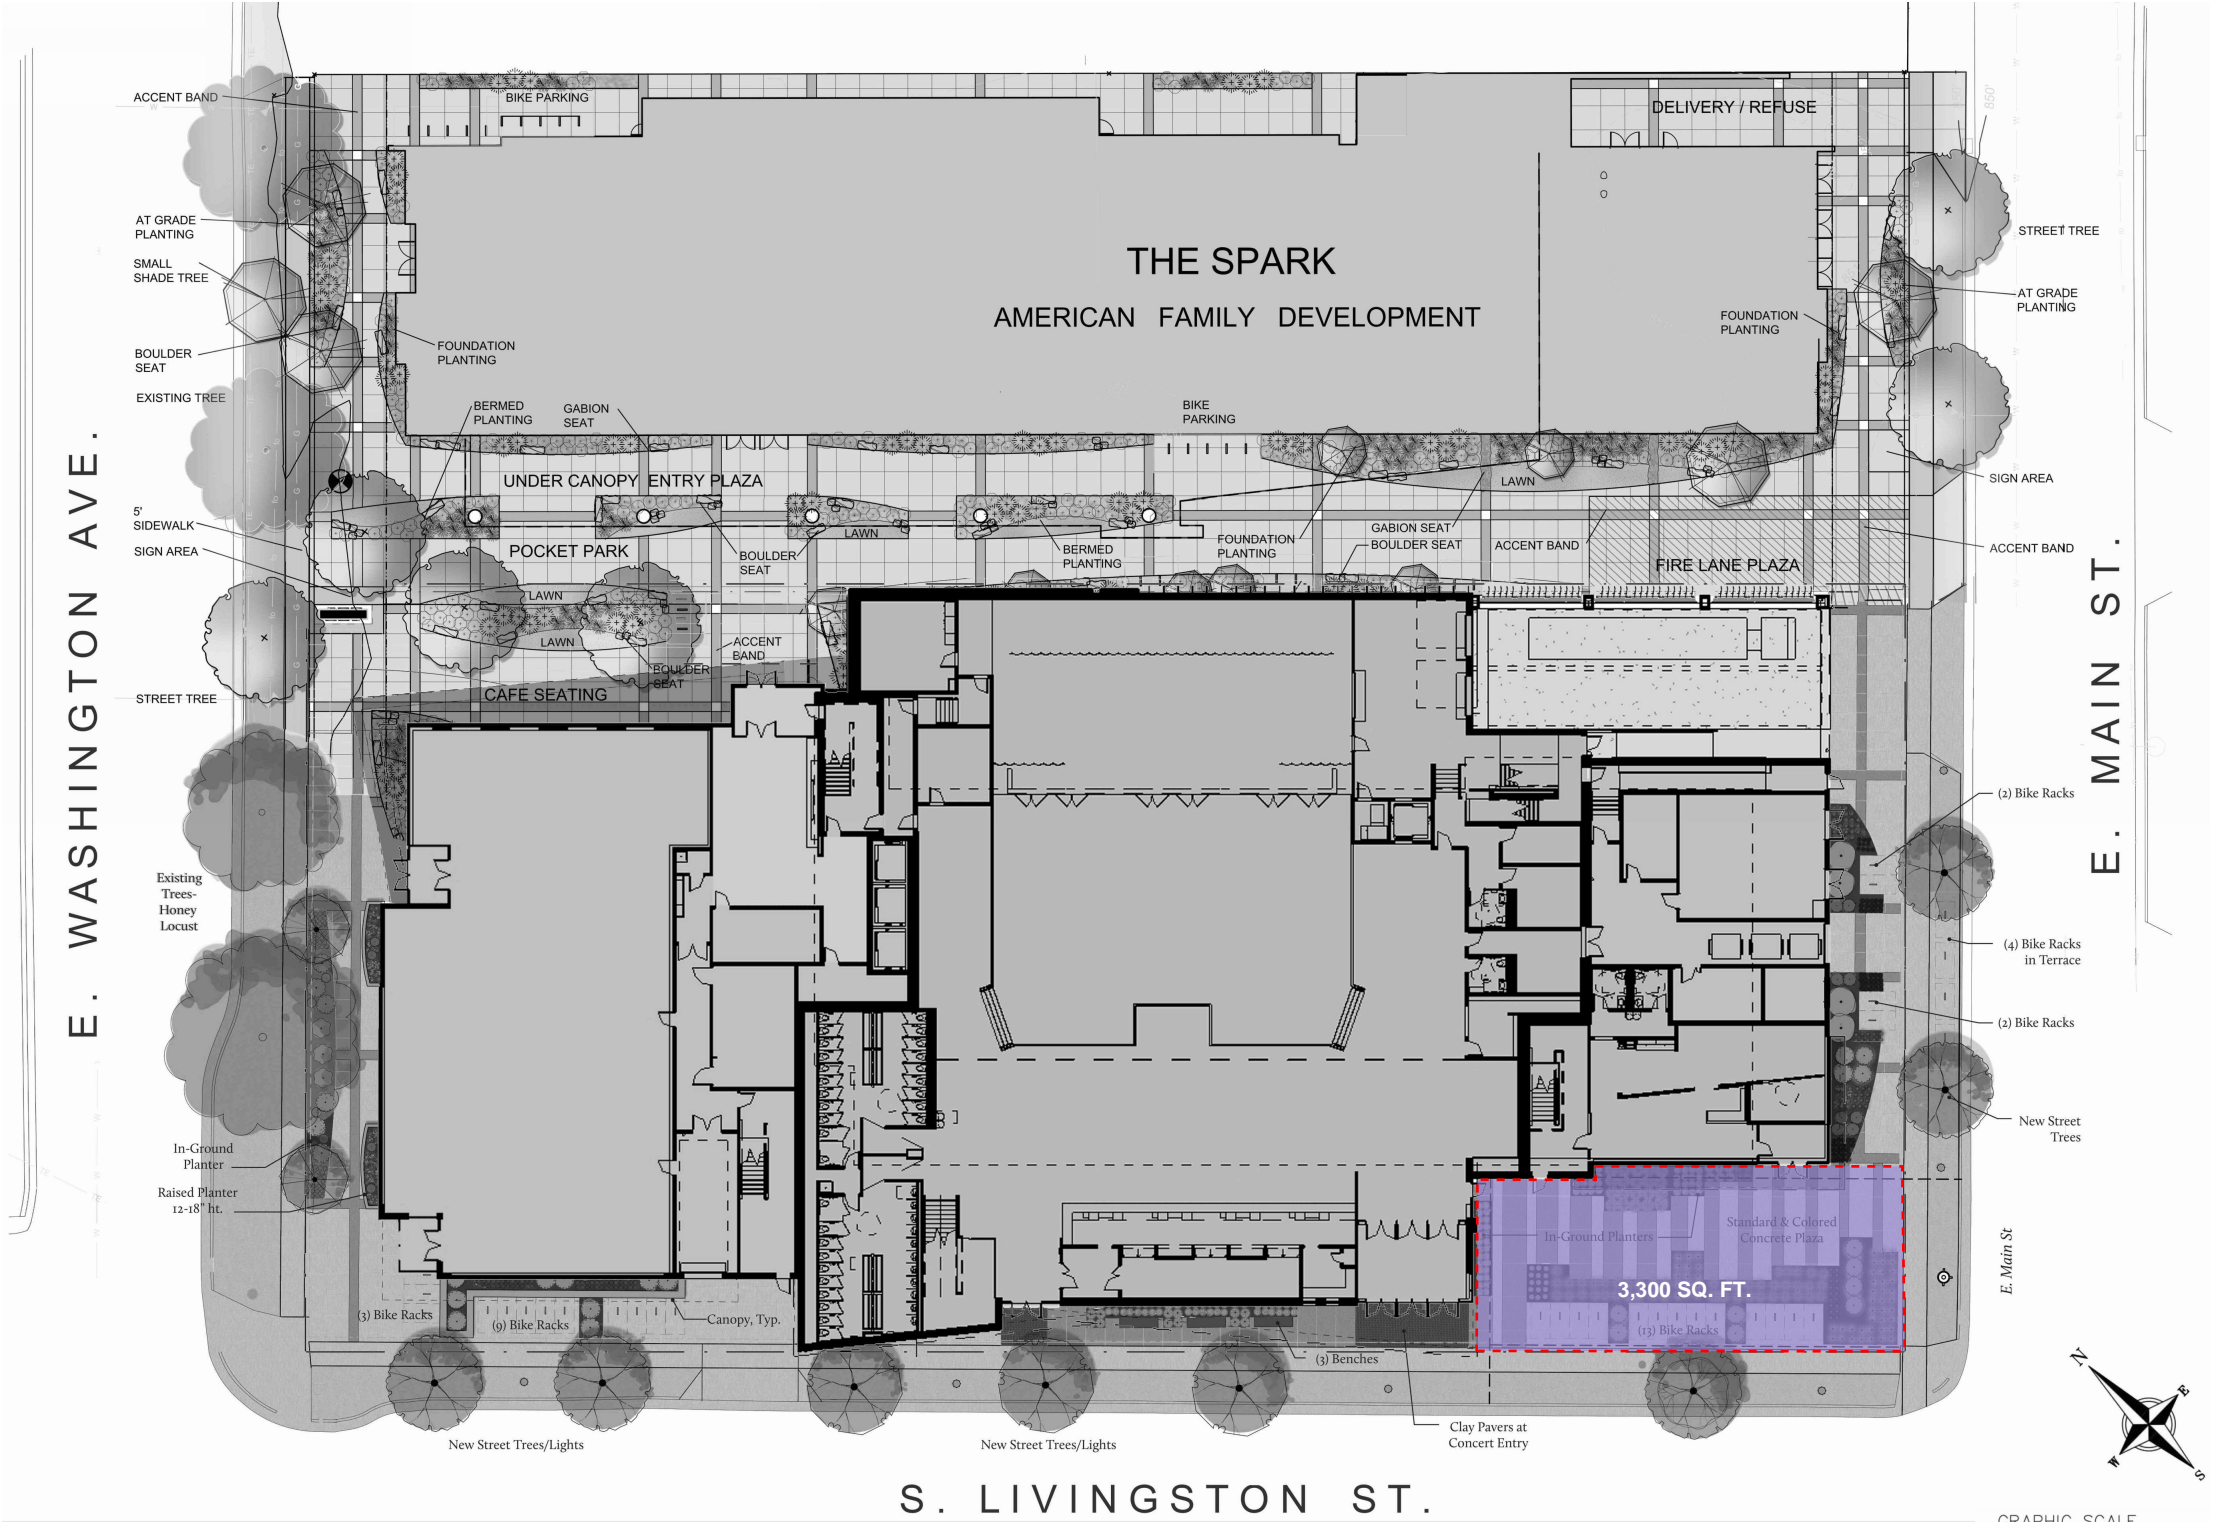 ACCENT BAND
BIKE PARKING
DELIVERY / REFUSE
850'
AT GRADE
PLANTING
SMALL
SHADE TREE
BOULDER
SEAT
EXISTING TREE
FOUNDATION
PLANTING
THE SPARK
AMERICAN FAMILY DEVELOPMENT
FOUNDATION
PLANTING
STREET TREE
AT GRADE
PLANTING
BERMED
PLANTING
GABION
SEAT
BIKE
PARKING
UNDER CANOPY ENTRY PLAZA
LAWN
SIGN AREA
5'
SIDEWALK
SIGN AREA
POCKET PARK
BOULDER
SEAT
LAWN
BERMED
PLANTING
FOUNDATION
PLANTING
GABION SEAT
BOULDER SEAT
ACCENT BAND
FIRE LANE PLAZA
ACCENT BAND
LAWN
LAWN
ACCENT
BAND
BOULDER
SEAT
CAFE SEATING
STREET TREE
E. WASHINGTON AVE.
E. MAIN ST.
Existing
Trees-
Honey
Locust
(2) Bike Racks
(4) Bike Racks
in Terrace
(2) Bike Racks
New Street
Trees
In-Ground
Planter
Raised Planter
12-18" ht.
In-Ground Planters
Standard & Colored
Concrete Plaza
3,300 SQ. FT.
(13) Bike Racks
E. Main St
(3) Bike Racks
(9) Bike Racks
Canopy, Typ.
(3) Benches
Clay Pavers at
Concert Entry
New Street Trees/Lights
New Street Trees/Lights
S. LIVINGSTON ST.
N
E
W
S
GRAPHIC SCALE